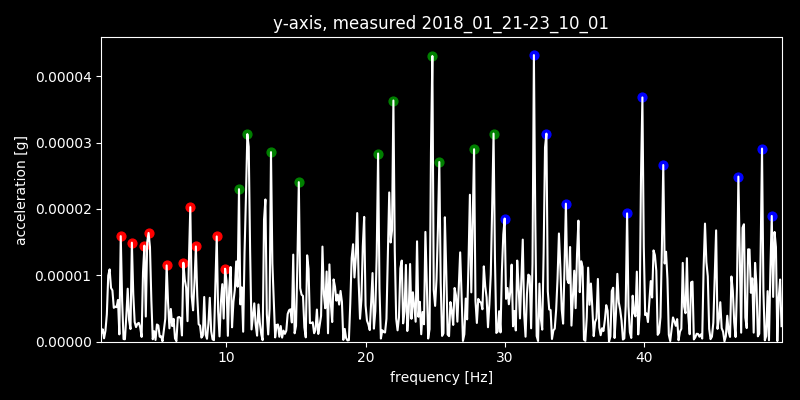 y-axis, measured 2018_01_21-23_10_01
0.00004
0.00003
0.00002
0.00001
0.00000
acceleration [g]
10 20 30 40
frequency [Hz]